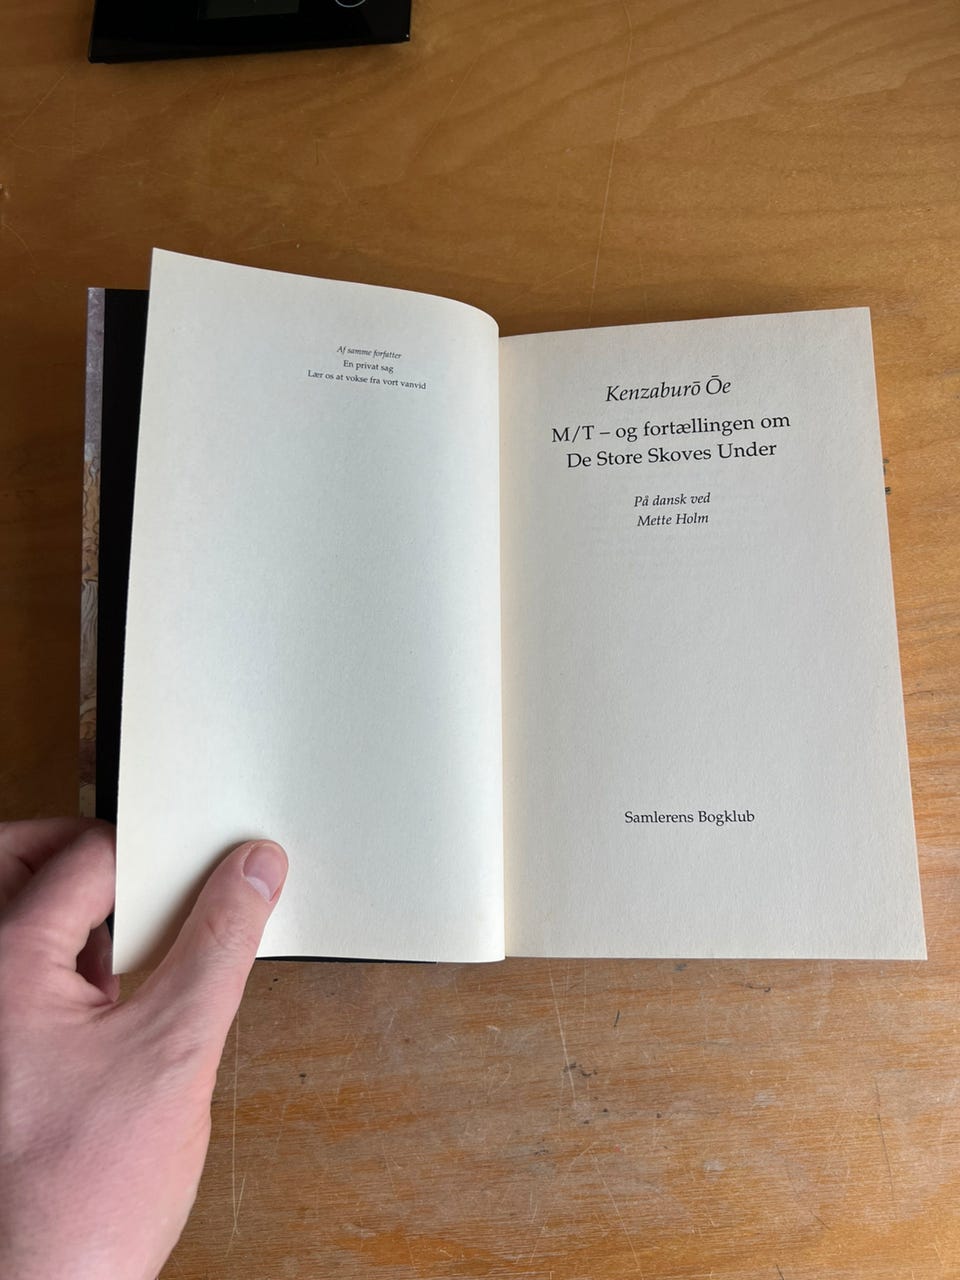 Af samme forfatter
En privat sag
Lær os at vokse fra vort vanvid
Kenzaburō Ōe
M/T – og fortællingen om
De Store Skoves Under
På dansk ved
Mette Holm
Samlerens Bogklub